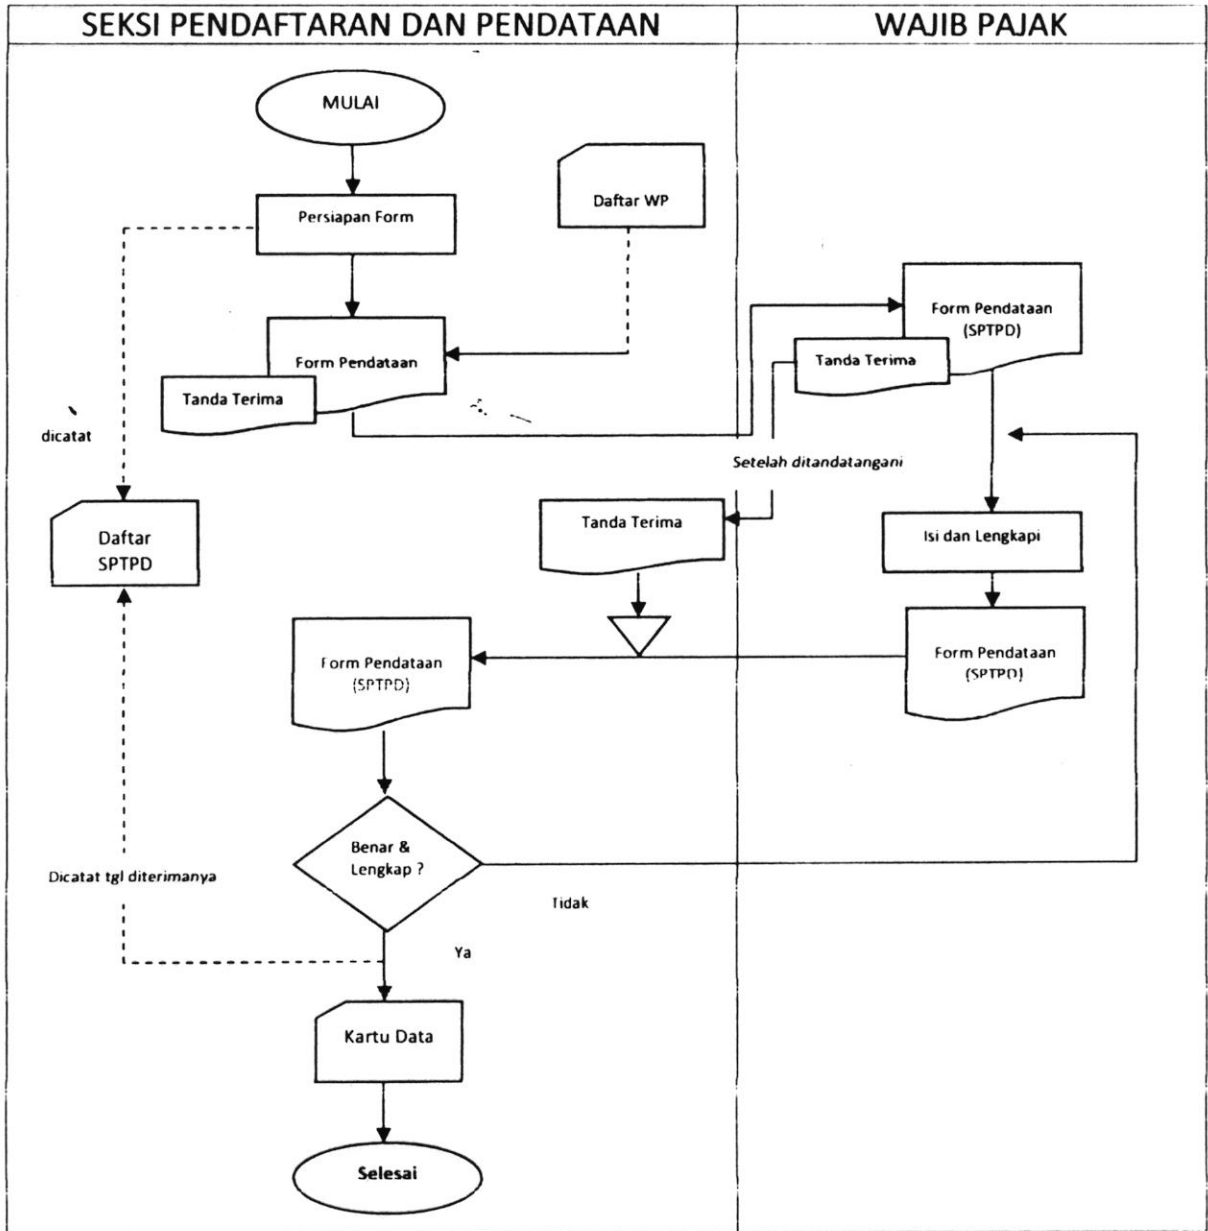 SEKSI PENDAFTARAN DAN PENDATAAN
WAJIB PAJAK
MULAI
Persiapan Form
Daftar WP
Form Pendataan
Tanda Terima
Form Pendataan
(SPTPD)
Tanda Terima
dicatat
Setelah ditandatangani
Daftar
SPTPD
Tanda Terima
Isi dan Lengkapi
Form Pendataan
(SPTPD)
Form Pendataan
(SPTPD)
Benar &
Lengkap ?
Dicatat tgl diterimanya
Tidak
Ya
Kartu Data
Selesai